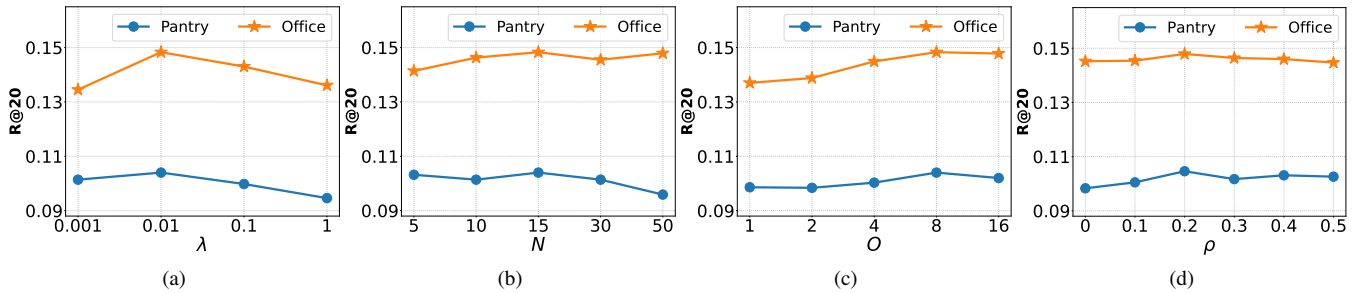 Pantry Office
R@20
0.15
0.13
0.11
0.09
0.001 0.01 0.1 1
λ
(a)
Pantry Office
R@20
0.15
0.13
0.11
0.09
5 10 15 30 50
N
(b)
Pantry Office
R@20
0.15
0.13
0.11
0.09
1 2 4 8 16
O
(c)
Pantry Office
R@20
0.15
0.13
0.11
0.09
0 0.1 0.2 0.3 0.4 0.5
ρ
(d)